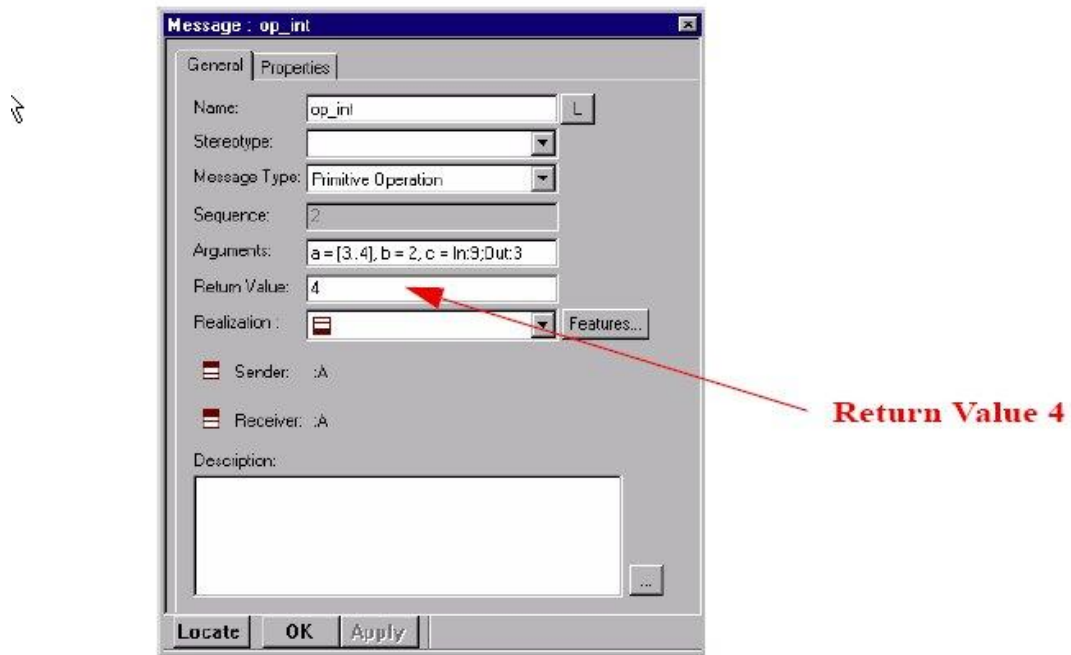 Message : op_int
General Properties
Name: op_int L
Stereotype:
Message Type: Primitive Operation
Sequence: 2
Arguments: a = [3..4], b = 2, c = In:9;Out:3
Return Value: 4
Realization : Features...
Sender: :A
Receiver: :A
Return Value 4
Description:
...
Locate OK Apply